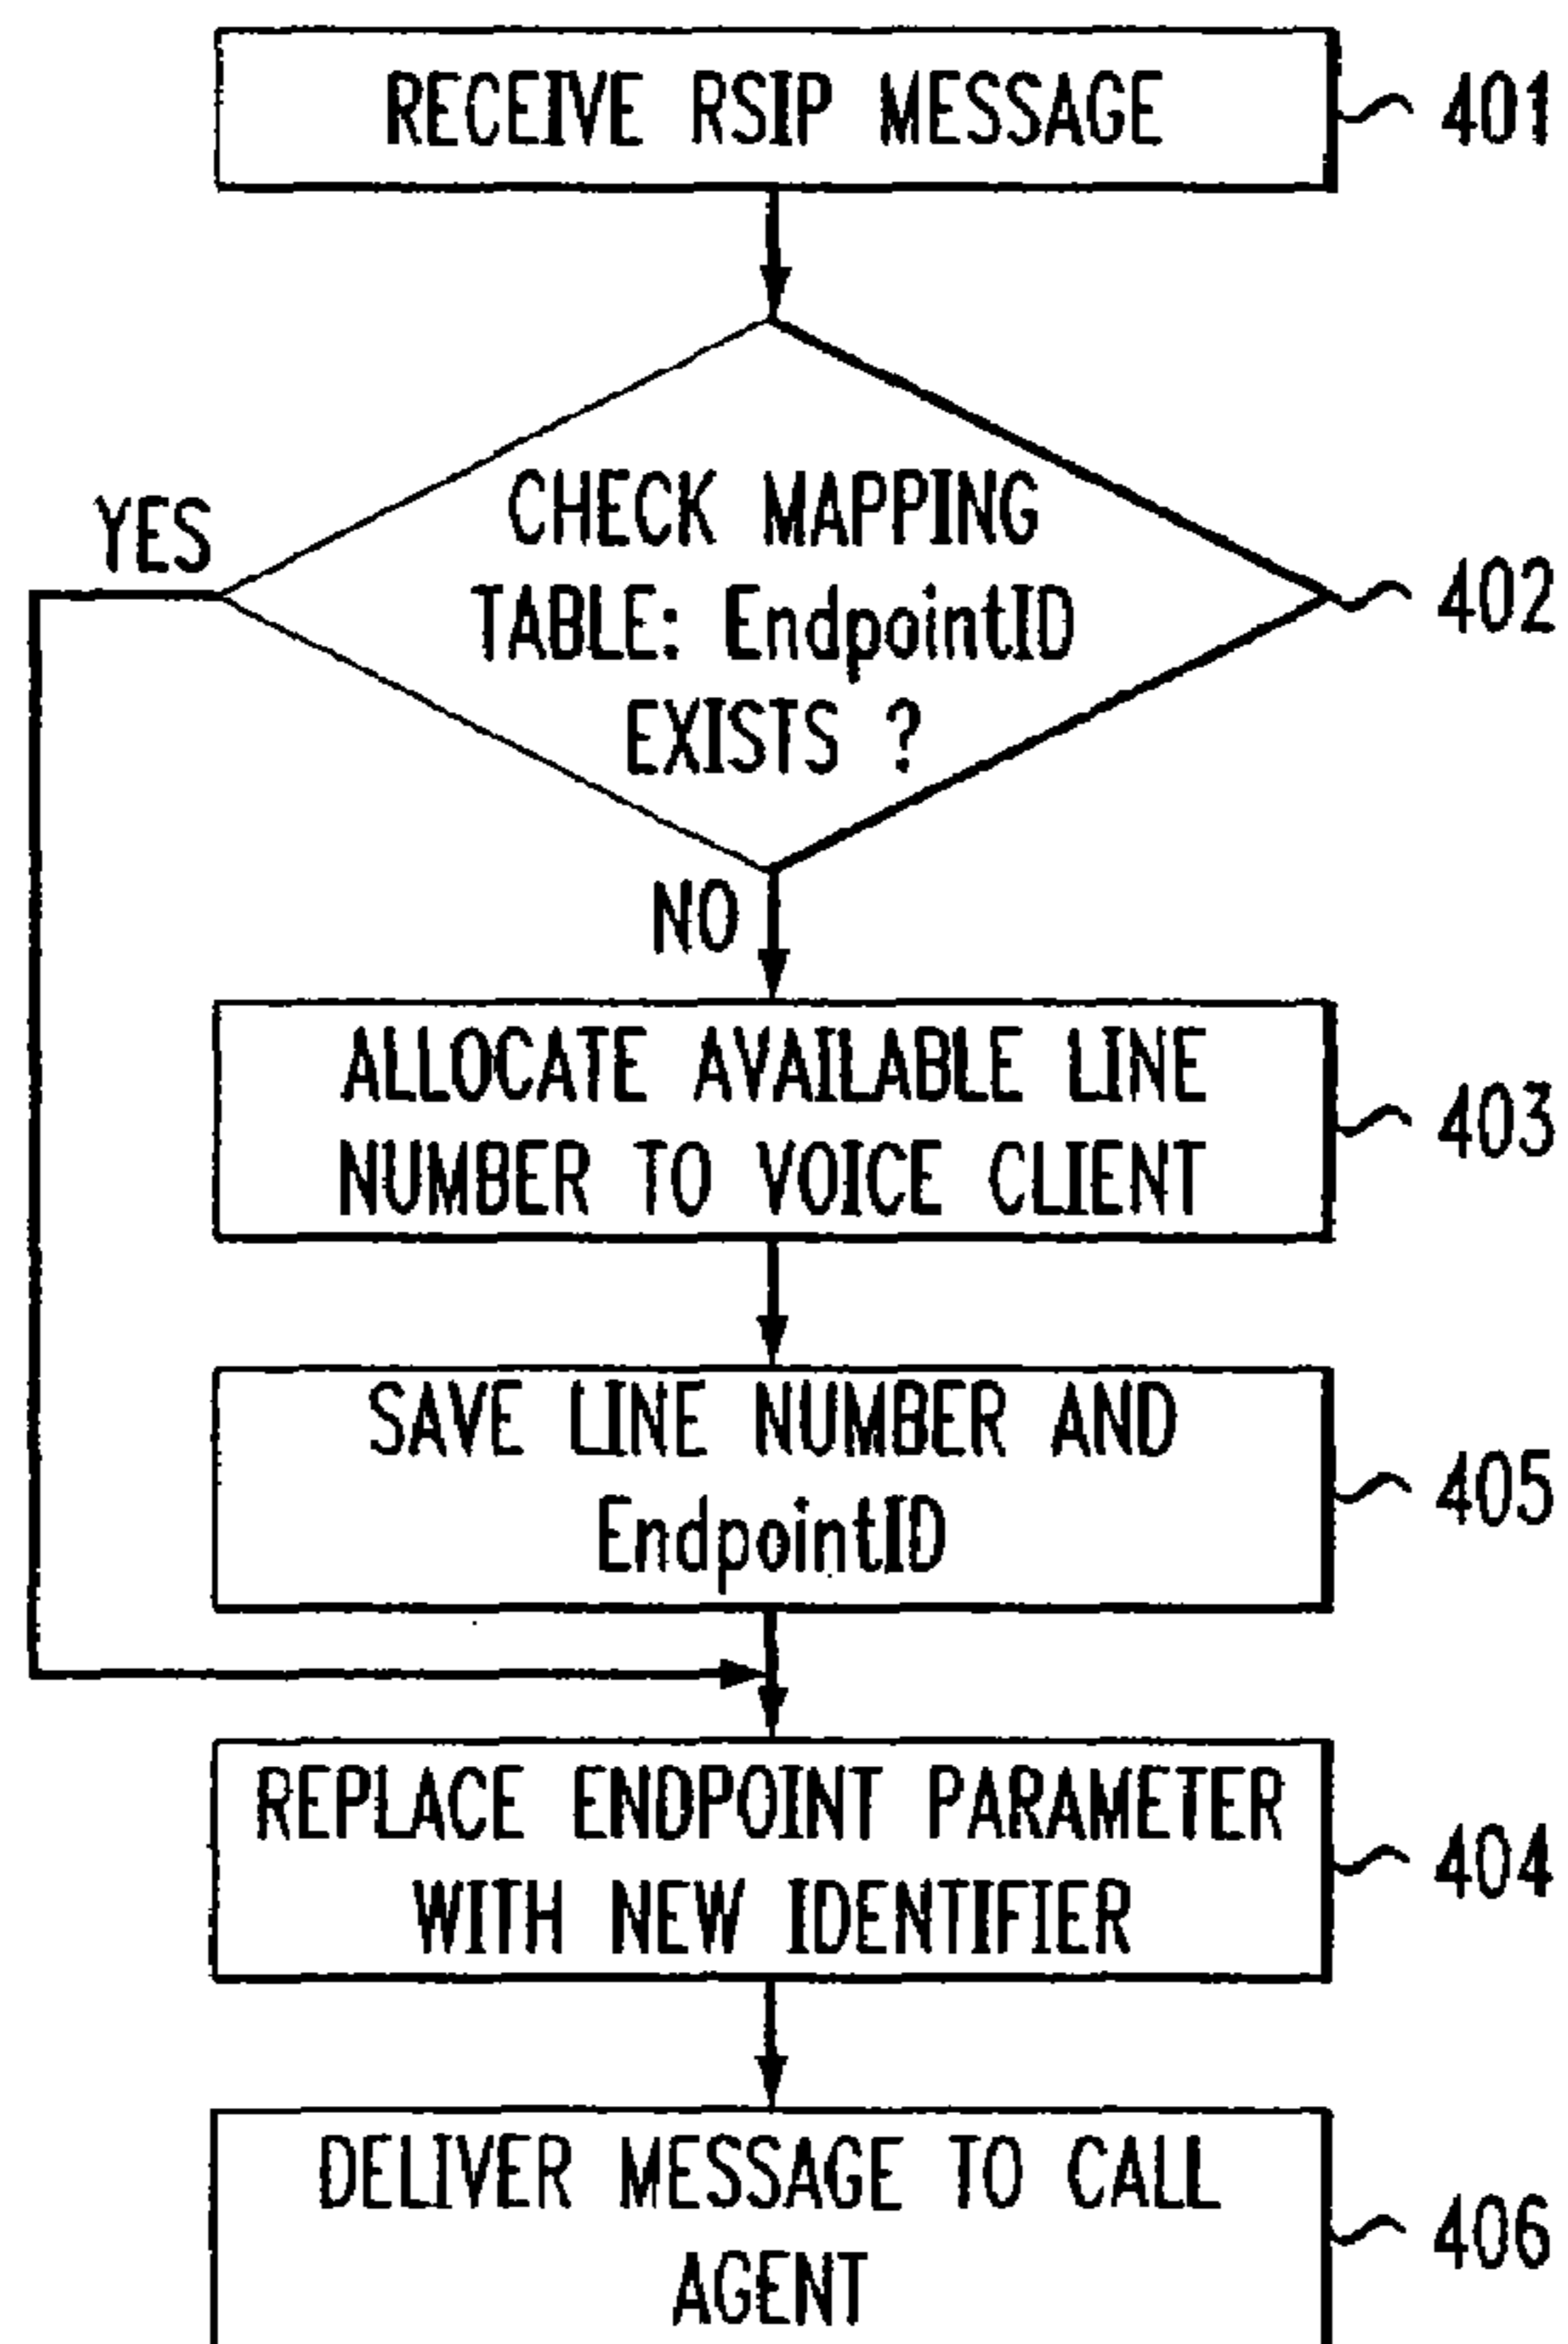 RECEIVE RSIP MESSAGE
401
CHECK MAPPING
TABLE: EndpointID
EXISTS ?
402
YES
NO
ALLOCATE AVAILABLE LINE
NUMBER TO VOICE CLIENT
403
SAVE LINE NUMBER AND
EndpointID
405
REPLACE ENDPOINT PARAMETER
WITH NEW IDENTIFIER
404
DELIVER MESSAGE TO CALL
AGENT
406